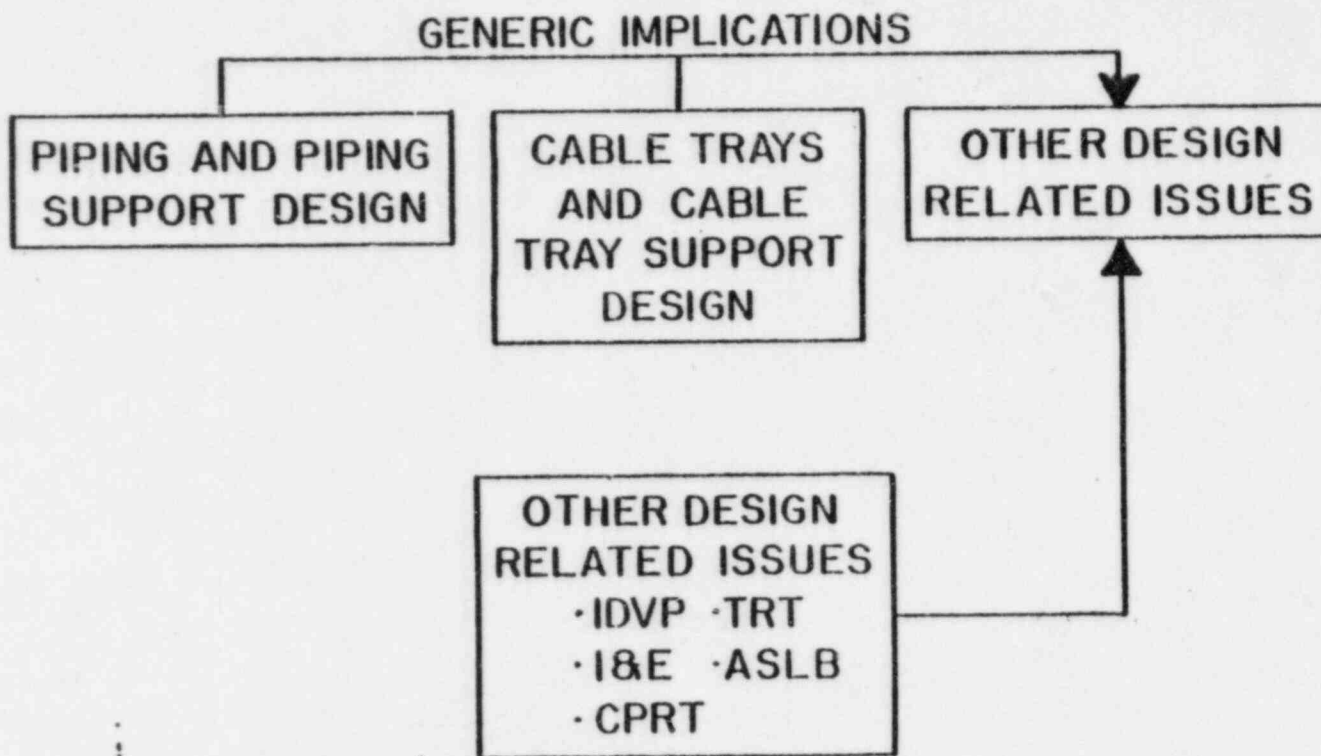 GENERIC IMPLICATIONS
PIPING AND PIPING
SUPPORT DESIGN
CABLE TRAYS
AND CABLE
TRAY SUPPORT
DESIGN
OTHER DESIGN
RELATED ISSUES
OTHER DESIGN
RELATED ISSUES
·IDVP ·TRT
·I&E ·ASLB
·CPRT